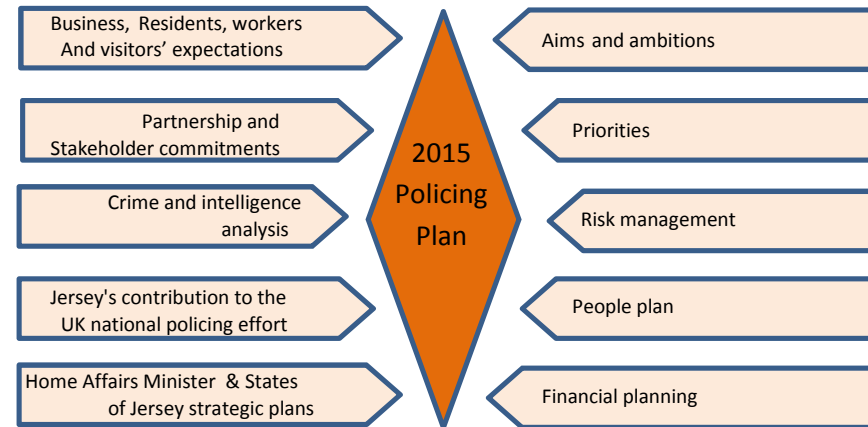 Business, Residents, workers
And visitors' expectations
Partnership and
Stakeholder commitments
Crime and intelligence
analysis
Jersey's contribution to the
UK national policing effort
Home Affairs Minister & States
of Jersey strategic plans
2015
Policing
Plan
Aims and ambitions
Priorities
Risk management
People plan
Financial planning